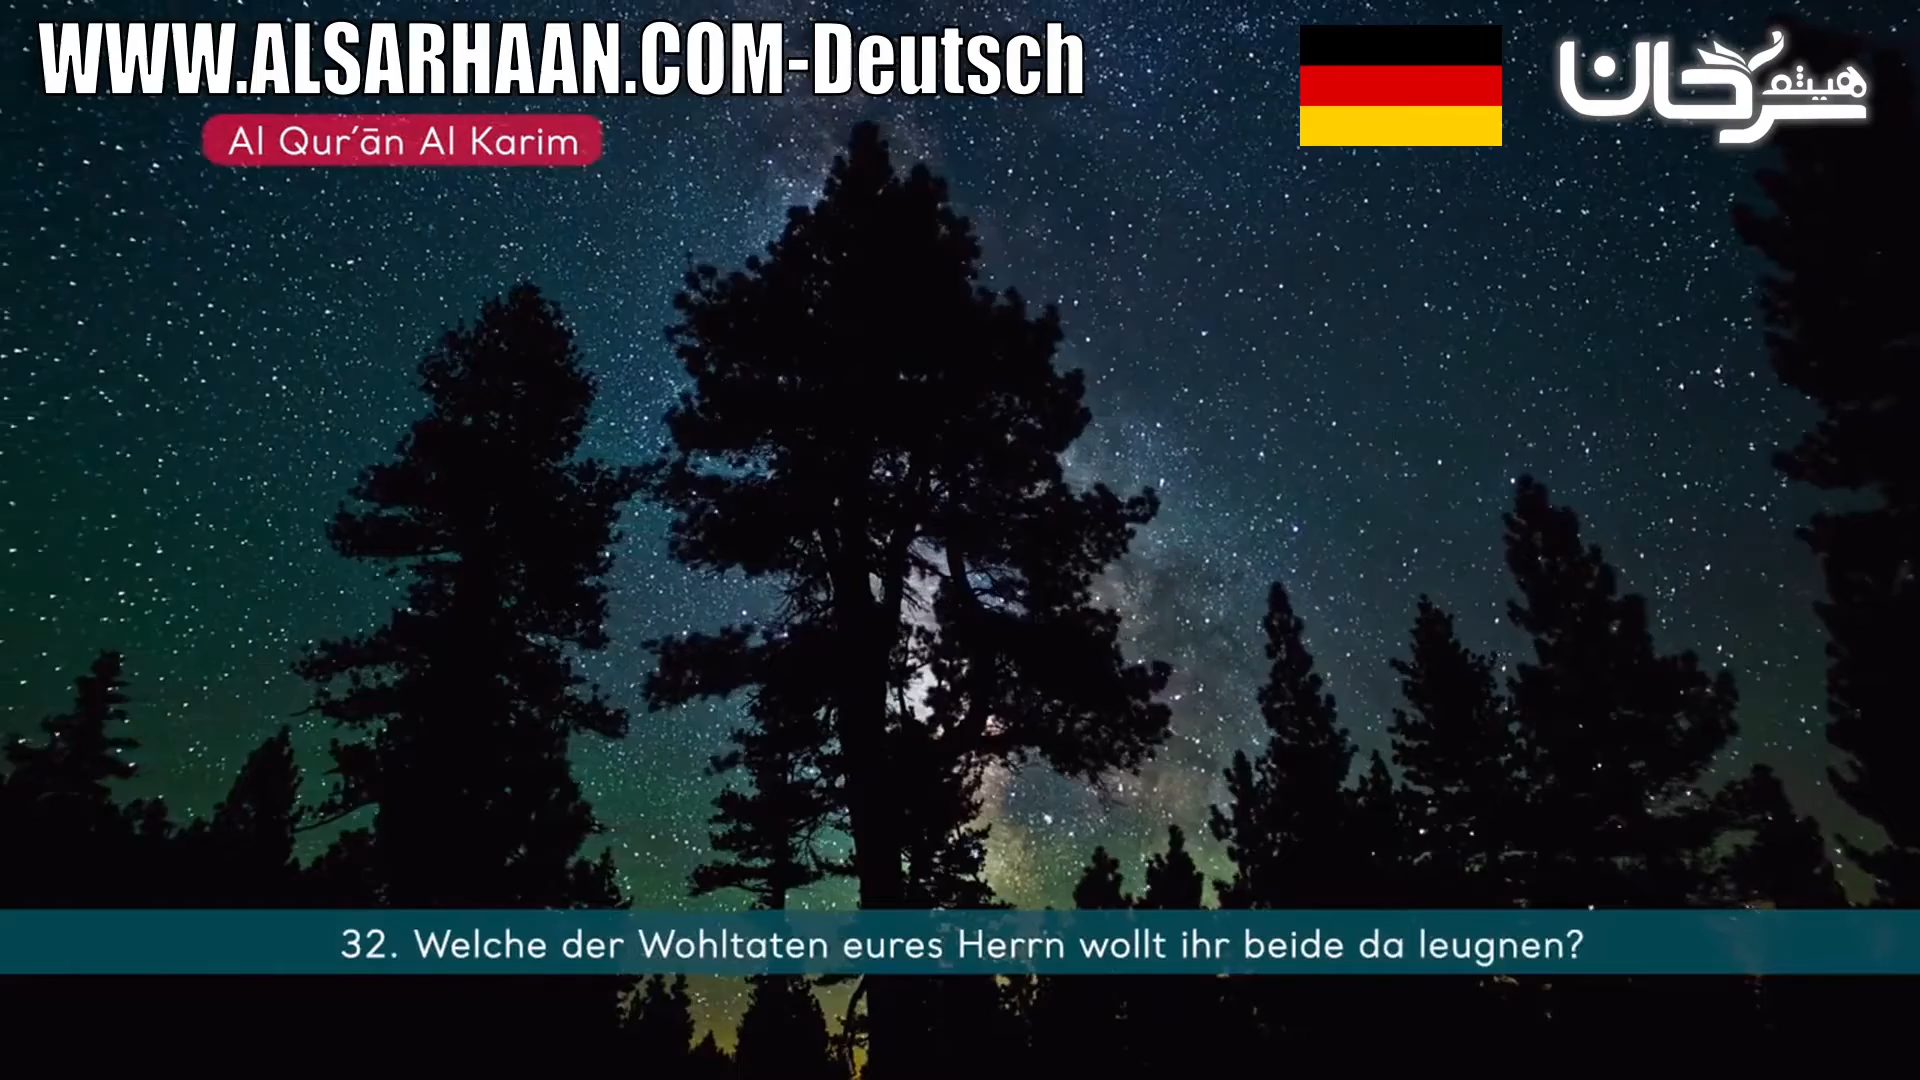 WWW.ALSARHAAN.COM-Deutsch
هيثم سرحان
Al Qur’ān Al Karim
32. Welche der Wohltaten eures Herrn wollt ihr beide da leugnen?